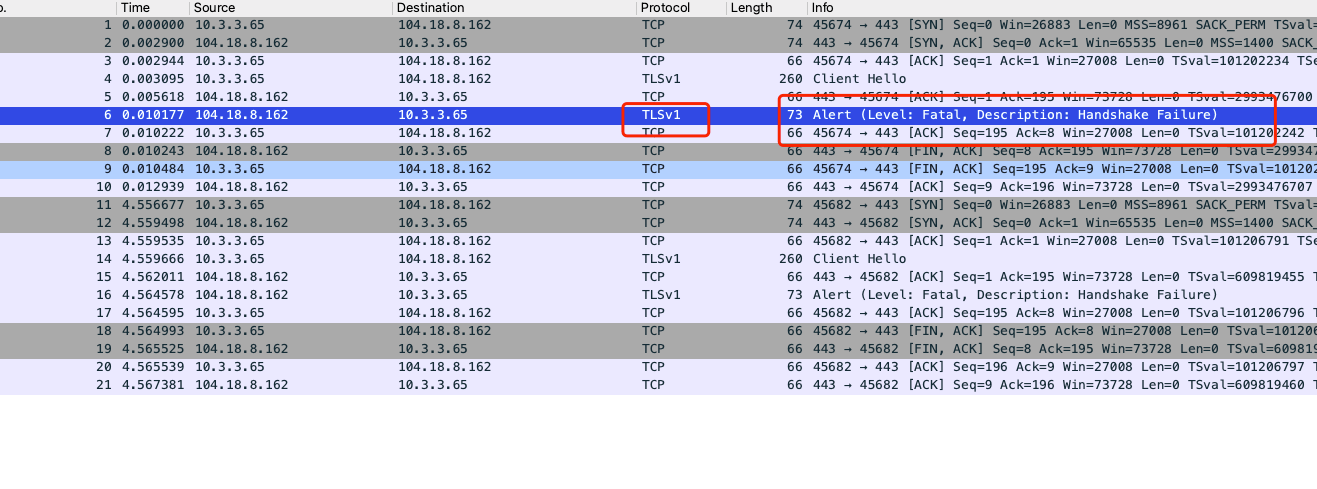 o. Time Source Destination Protocol Length Info
1 0.000000 10.3.3.65 104.18.8.162 TCP 74 45674 → 443 [SYN] Seq=0 Win=26883 Len=0 MSS=8961 SACK_PERM TSval=
2 0.002900 104.18.8.162 10.3.3.65 TCP 74 443 → 45674 [SYN, ACK] Seq=0 Ack=1 Win=65535 Len=0 MSS=1400 SACK_
3 0.002944 10.3.3.65 104.18.8.162 TCP 66 45674 → 443 [ACK] Seq=1 Ack=1 Win=27008 Len=0 TSval=101202234 TSe
4 0.003095 10.3.3.65 104.18.8.162 TLSv1 260 Client Hello
5 0.005618 104.18.8.162 10.3.3.65 TCP 66 443 → 45674 [ACK] Seq=1 Ack=195 Win=73728 Len=0 TSval=2993476700
6 0.010177 104.18.8.162 10.3.3.65 TLSv1 73 Alert (Level: Fatal, Description: Handshake Failure)
7 0.010222 10.3.3.65 104.18.8.162 TCP 66 45674 → 443 [ACK] Seq=195 Ack=8 Win=27008 Len=0 TSval=101202242 T
8 0.010243 104.18.8.162 10.3.3.65 TCP 66 443 → 45674 [FIN, ACK] Seq=8 Ack=195 Win=73728 Len=0 TSval=299347
9 0.010484 10.3.3.65 104.18.8.162 TCP 66 45674 → 443 [FIN, ACK] Seq=195 Ack=9 Win=27008 Len=0 TSval=101202
10 0.012939 104.18.8.162 10.3.3.65 TCP 66 443 → 45674 [ACK] Seq=9 Ack=196 Win=73728 Len=0 TSval=2993476707
11 4.556677 10.3.3.65 104.18.8.162 TCP 74 45682 → 443 [SYN] Seq=0 Win=26883 Len=0 MSS=8961 SACK_PERM TSval=
12 4.559498 104.18.8.162 10.3.3.65 TCP 74 443 → 45682 [SYN, ACK] Seq=0 Ack=1 Win=65535 Len=0 MSS=1400 SACK_
13 4.559535 10.3.3.65 104.18.8.162 TCP 66 45682 → 443 [ACK] Seq=1 Ack=1 Win=27008 Len=0 TSval=101206791 TSe
14 4.559666 10.3.3.65 104.18.8.162 TLSv1 260 Client Hello
15 4.562011 104.18.8.162 10.3.3.65 TCP 66 443 → 45682 [ACK] Seq=1 Ack=195 Win=73728 Len=0 TSval=609819455 T
16 4.564578 104.18.8.162 10.3.3.65 TLSv1 73 Alert (Level: Fatal, Description: Handshake Failure)
17 4.564595 10.3.3.65 104.18.8.162 TCP 66 45682 → 443 [ACK] Seq=195 Ack=8 Win=27008 Len=0 TSval=101206796 T
18 4.564993 10.3.3.65 104.18.8.162 TCP 66 45682 → 443 [FIN, ACK] Seq=195 Ack=8 Win=27008 Len=0 TSval=101206
19 4.565525 104.18.8.162 10.3.3.65 TCP 66 443 → 45682 [FIN, ACK] Seq=8 Ack=195 Win=73728 Len=0 TSval=609819
20 4.565539 10.3.3.65 104.18.8.162 TCP 66 45682 → 443 [ACK] Seq=196 Ack=9 Win=27008 Len=0 TSval=101206797 T
21 4.567381 104.18.8.162 10.3.3.65 TCP 66 443 → 45682 [ACK] Seq=9 Ack=196 Win=73728 Len=0 TSval=609819460 T